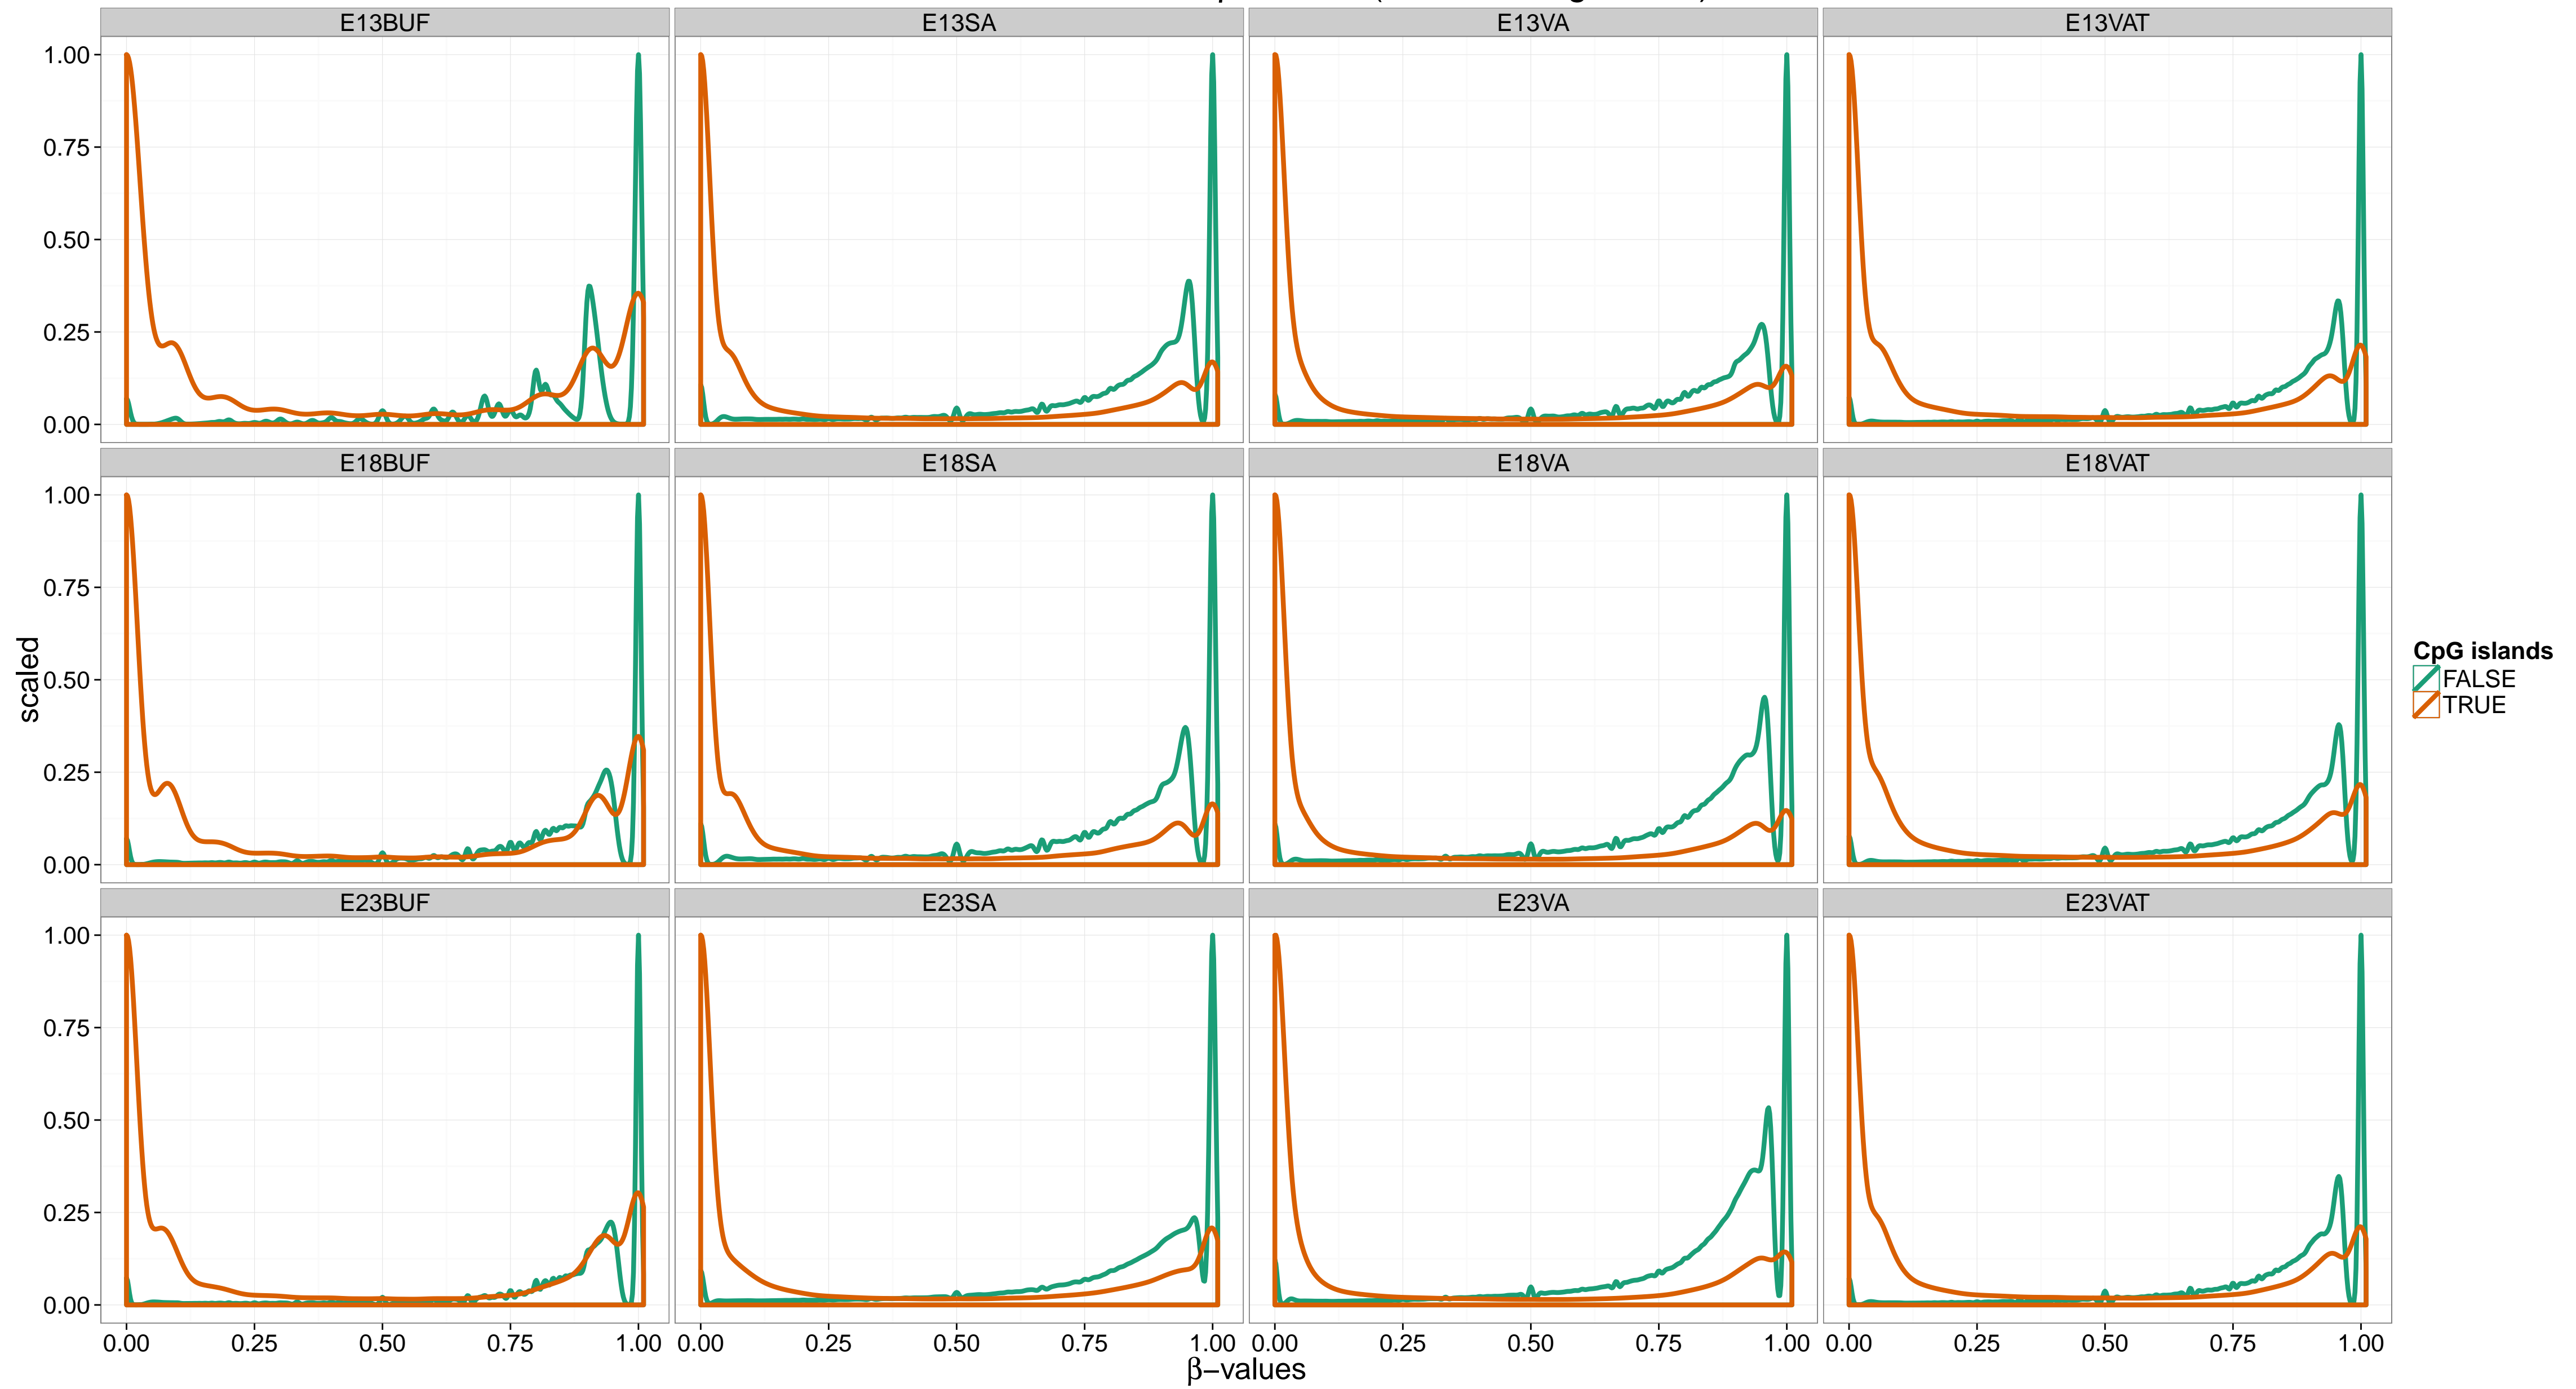 E13BUF E13SA E13VA E13VAT
1.00
0.75
0.50
0.25
0.00
E18BUF E18SA E18VA E18VAT
1.00
0.75
0.50
0.25
0.00
E23BUF E23SA E23VA E23VAT
1.00
0.75
0.50
0.25
0.00
0.00 0.25 0.50 0.75 1.00 0.00 0.25 0.50 0.75 1.00 0.00 0.25 0.50 0.75 1.00 0.00 0.25 0.50 0.75 1.00
β−values
scaled
CpG islands
FALSE
TRUE